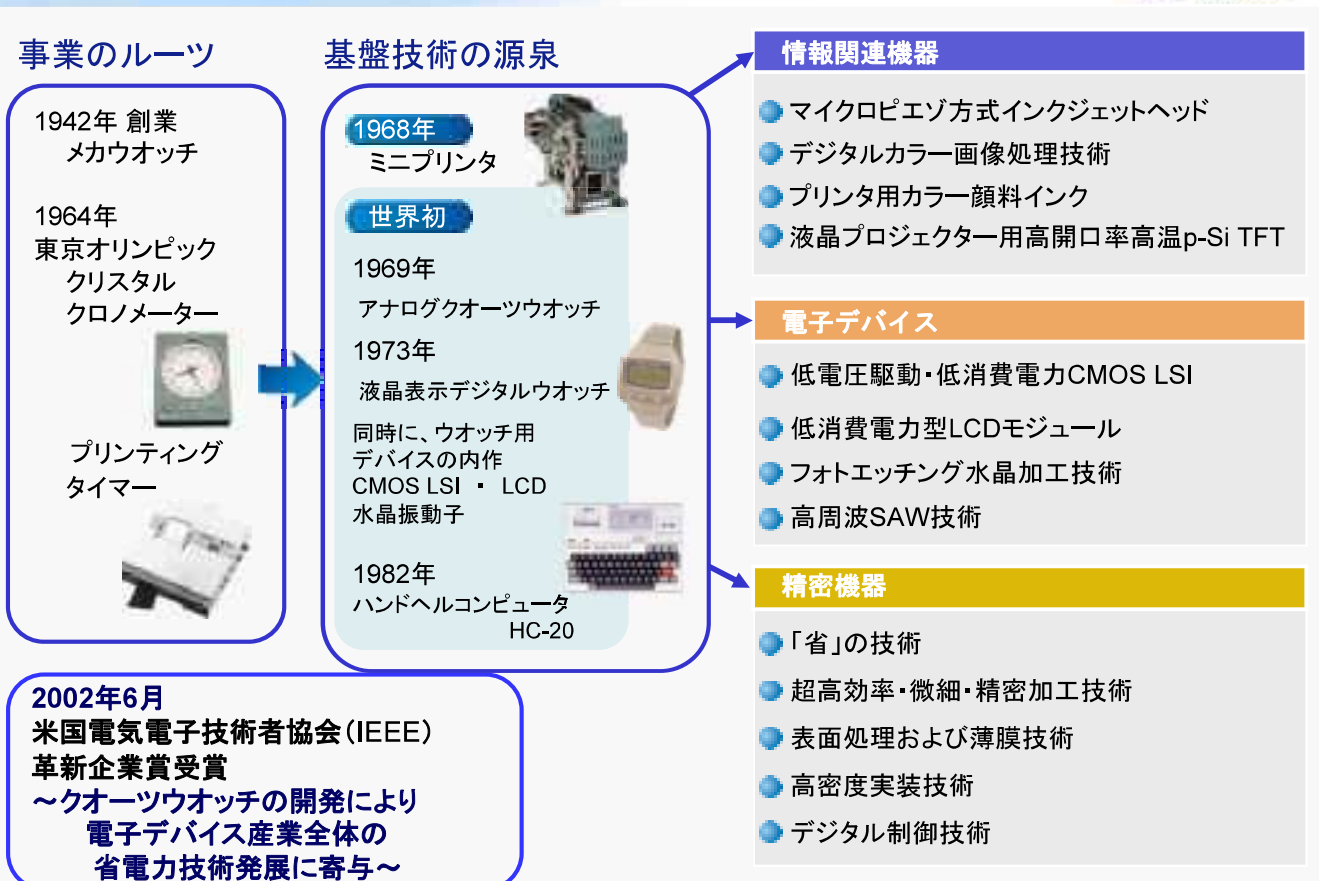 事業のルーツ
1942年 創業
メカウオッチ
1964年
東京オリンピック
クリスタル
クロノメーター
プリンティング
タイマー
基盤技術の源泉
1968年
ミニプリンタ
世界初
1969年
アナログクオーツウオッチ
1973年
液晶表示デジタルウオッチ
同時に、ウオッチ用
デバイスの内作
CMOS LSI ・ LCD
水晶振動子
1982年
ハンドヘルコンピュータ
HC-20
2002年6月
米国電気電子技術者協会(IEEE)
革新企業賞受賞
～クオーツウオッチの開発により
電子デバイス産業全体の
省電力技術発展に寄与～
情報関連機器
マイクロピエゾ方式インクジェットヘッド
デジタルカラー画像処理技術
プリンタ用カラー顔料インク
液晶プロジェクター用高開口率高温p-Si TFT
電子デバイス
低電圧駆動・低消費電力CMOS LSI
低消費電力型LCDモジュール
フォトエッチング水晶加工技術
高周波SAW技術
精密機器
「省」の技術
超高効率・微細・精密加工技術
表面処理および薄膜技術
高密度実装技術
デジタル制御技術